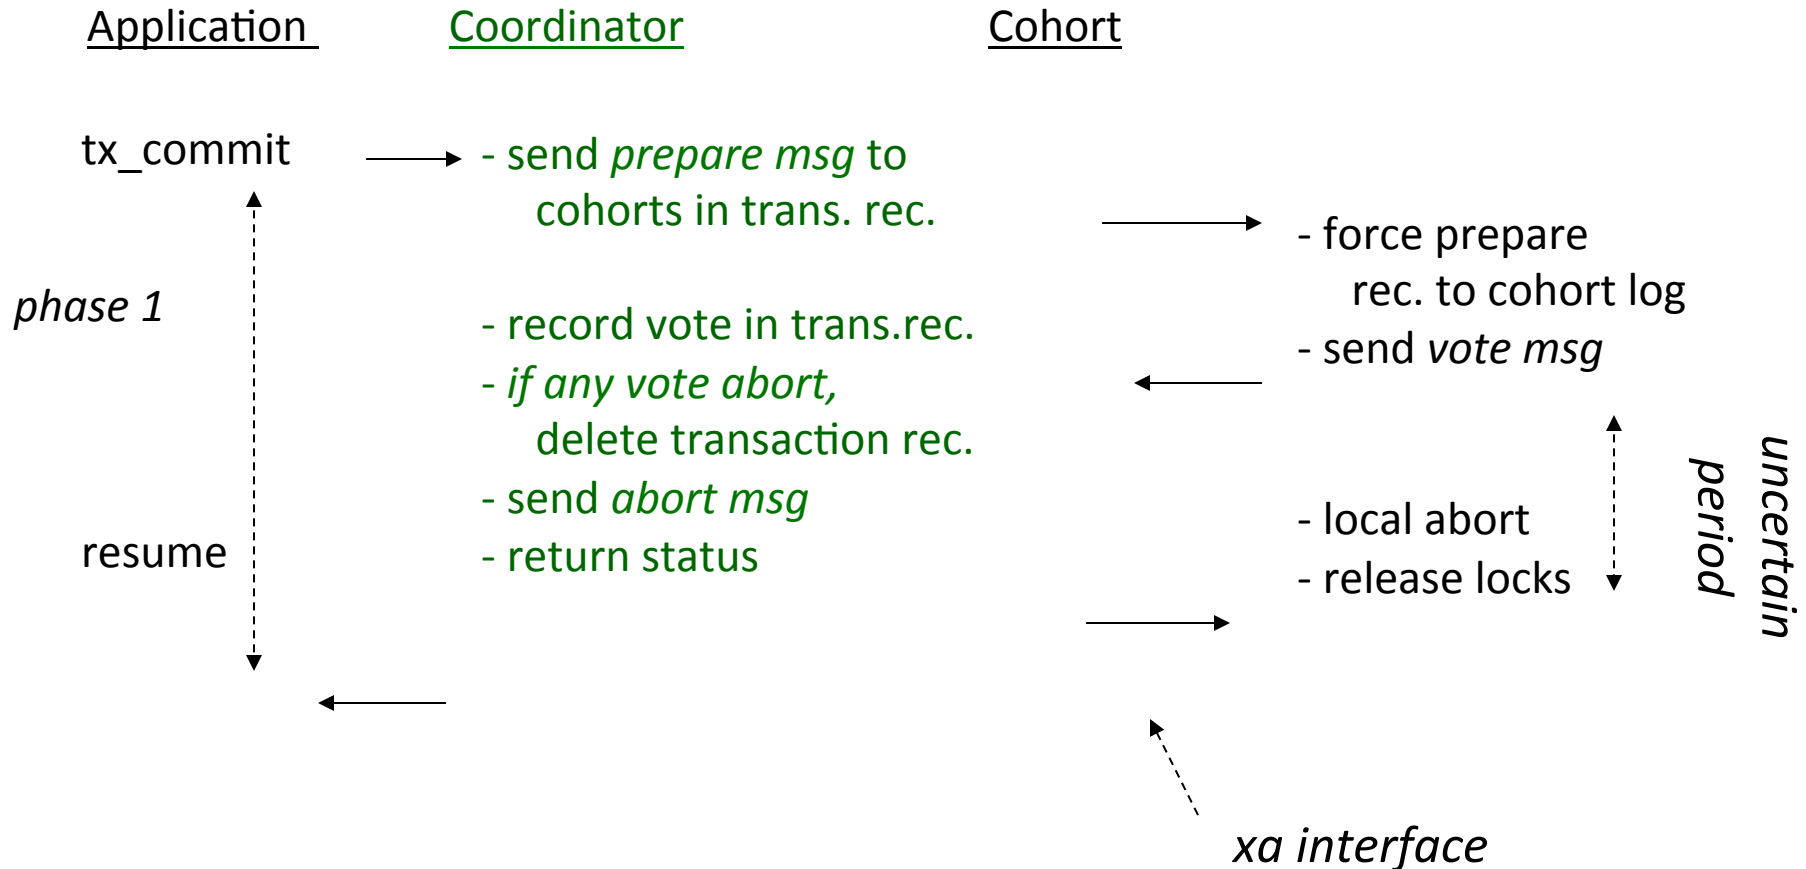 Application Coordinator Cohort
tx_commit
- send prepare msg to
cohorts in trans. rec.
- force prepare
rec. to cohort log
- send vote msg
phase 1
- record vote in trans.rec.
- if any vote abort,
delete transaction rec.
- send abort msg
- return status
resume
- local abort
- release locks
uncertain
period
xa interface